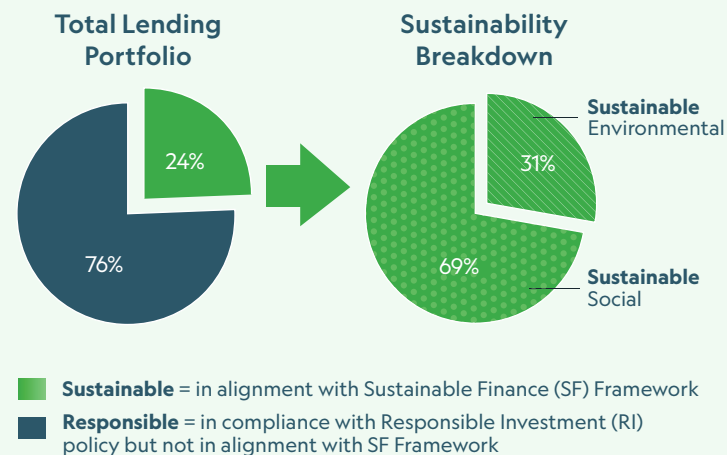 Total Lending
Portfolio
24%
76%
Sustainability
Breakdown
Sustainable
Environmental
31%
69%
Sustainable
Social
Sustainable = in alignment with Sustainable Finance (SF) Framework
Responsible = in compliance with Responsible Investment (RI)
policy but not in alignment with SF Framework